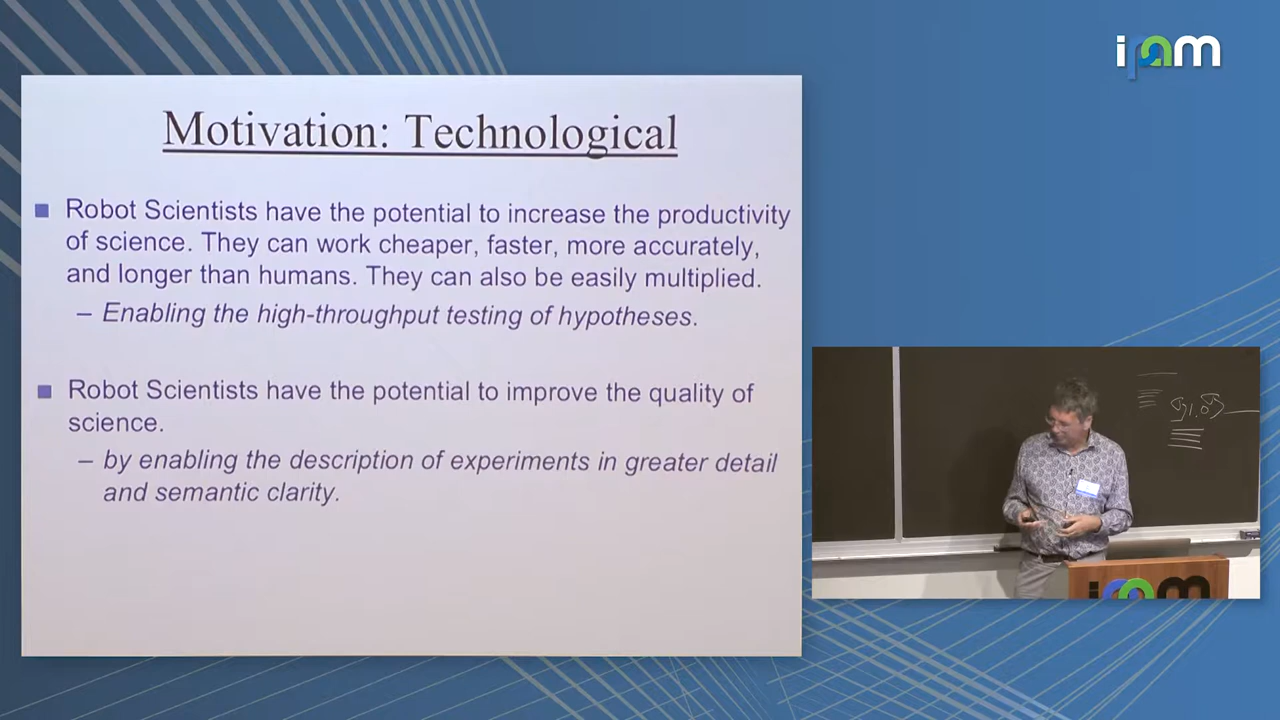 ipam
Motivation: Technological
Robot Scientists have the potential to increase the productivity
of science. They can work cheaper, faster, more accurately,
and longer than humans. They can also be easily multiplied.
– Enabling the high-throughput testing of hypotheses.
Robot Scientists have the potential to improve the quality of
science.
– by enabling the description of experiments in greater detail
and semantic clarity.
ipam